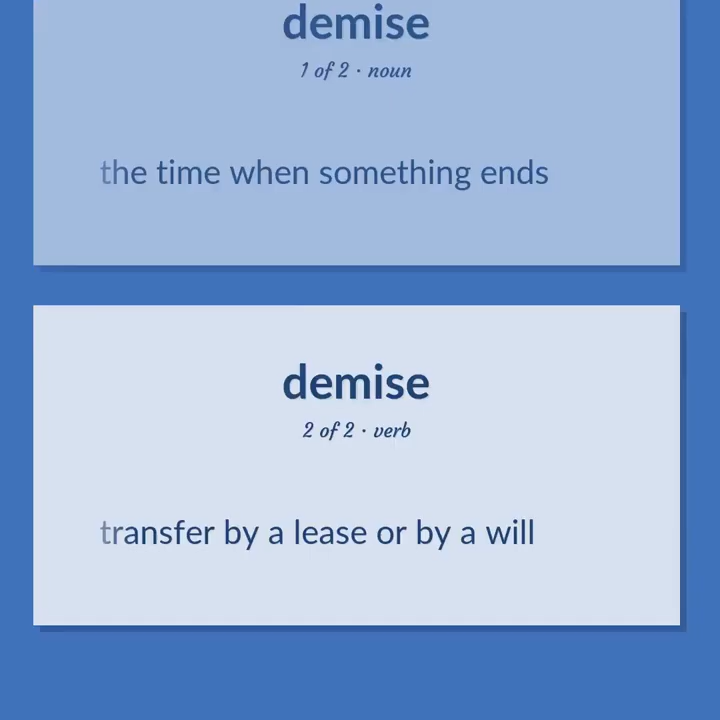 demise
1 of 2 · noun
the time when something ends
demise
2 of 2 · verb
transfer by a lease or by a will